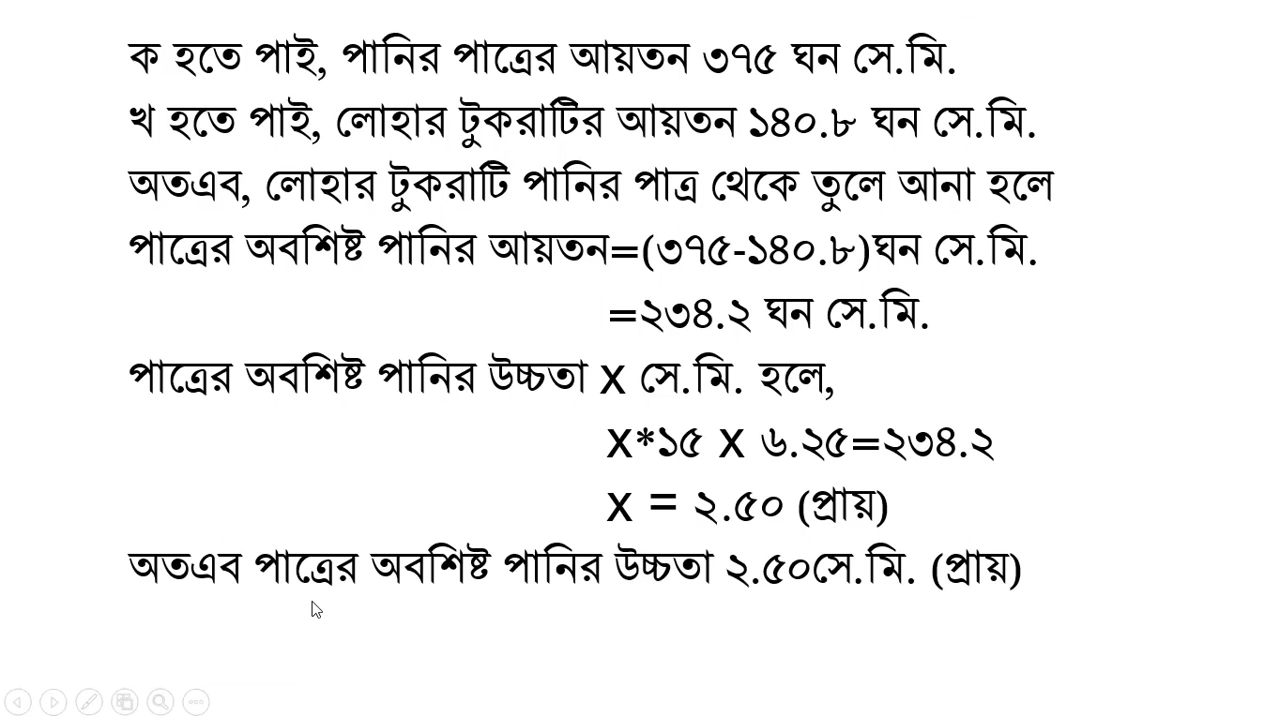 ক হতে পাই, পানির পাত্রের আয়তন ৩৭৫ ঘন সে.মি.
খ হতে পাই, লোহার টুকরাটির আয়তন ১৪০.৮ ঘন সে.মি.
অতএব, লোহার টুকরাটি পানির পাত্র থেকে তুলে আনা হলে
পাত্রের অবশিষ্ট পানির আয়তন=(৩৭৫-১৪০.৮)ঘন সে.মি.
=২৩৪.২ ঘন সে.মি.
পাত্রের অবশিষ্ট পানির উচ্চতা x সে.মি. হলে,
x*১৫ x ৬.২৫=২৩৪.২
x = ২.৫০ (প্রায়)
অতএব পাত্রের অবশিষ্ট পানির উচ্চতা ২.৫০সে.মি. (প্রায়)